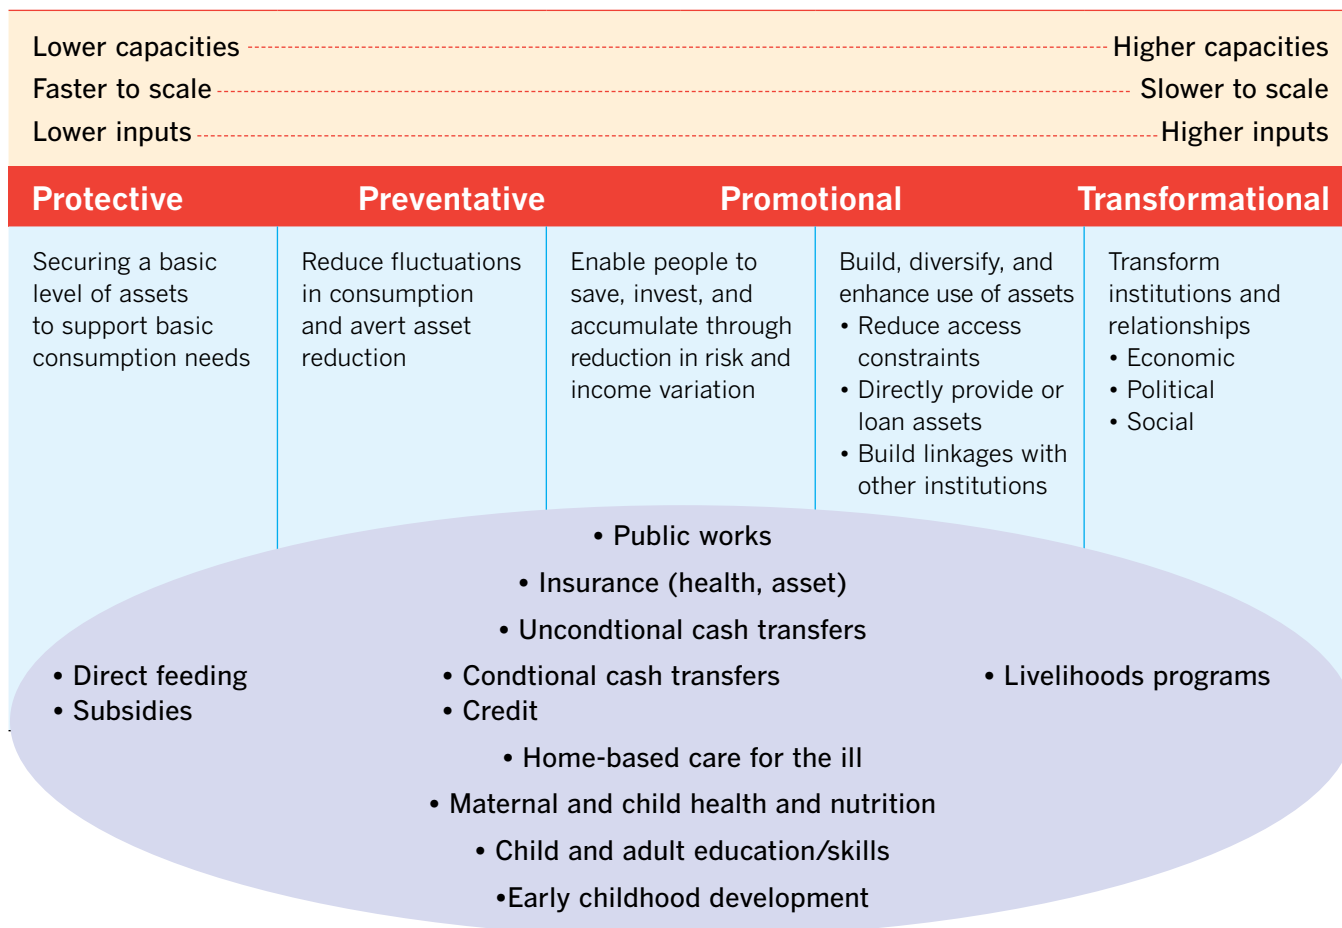 Lower capacities Higher capacities
Faster to scale Slower to scale
Lower inputs Higher inputs
Protective Preventative Promotional Transformational
Securing a basic
level of assets
to support basic
consumption needs
Reduce fluctuations
in consumption
and avert asset
reduction
Enable people to
save, invest, and
accumulate through
reduction in risk and
income variation
Build, diversify, and
enhance use of assets
• Reduce access
constraints
• Directly provide or
loan assets
• Build linkages with
other institutions
Transform
institutions and
relationships
• Economic
• Political
• Social
• Public works
• Insurance (health, asset)
• Uncondtional cash transfers
• Direct feeding
• Subsidies
• Condtional cash transfers
• Credit
• Livelihoods programs
• Home-based care for the ill
• Maternal and child health and nutrition
• Child and adult education/skills
•Early childhood development